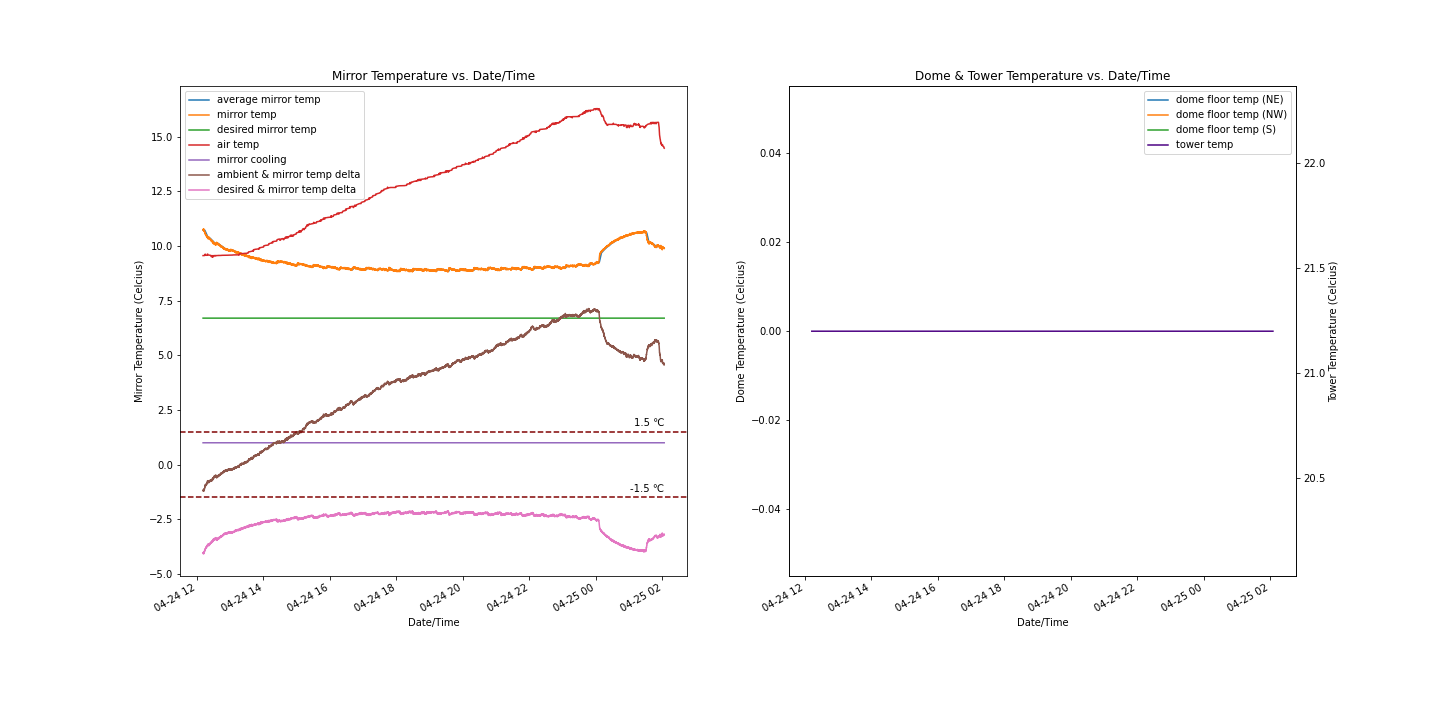 Mirror Temperature vs. Date/Time
average mirror temp
mirror temp
desired mirror temp
air temp
mirror cooling
ambient & mirror temp delta
desired & mirror temp delta
15.0
12.5
10.0
7.5
5.0
2.5
0.0
−2.5
−5.0
Mirror Temperature (Celcius)
1.5 °C
-1.5 °C
04-24 12
04-24 14
04-24 16
04-24 18
04-24 20
04-24 22
04-25 00
04-25 02
Date/Time
Dome & Tower Temperature vs. Date/Time
dome floor temp (NE)
dome floor temp (NW)
dome floor temp (S)
tower temp
0.04
0.02
0.00
−0.02
−0.04
Dome Temperature (Celcius)
22.0
21.5
21.0
20.5
Tower Temperature (Celcius)
04-24 12
04-24 14
04-24 16
04-24 18
04-24 20
04-24 22
04-25 00
04-25 02
Date/Time